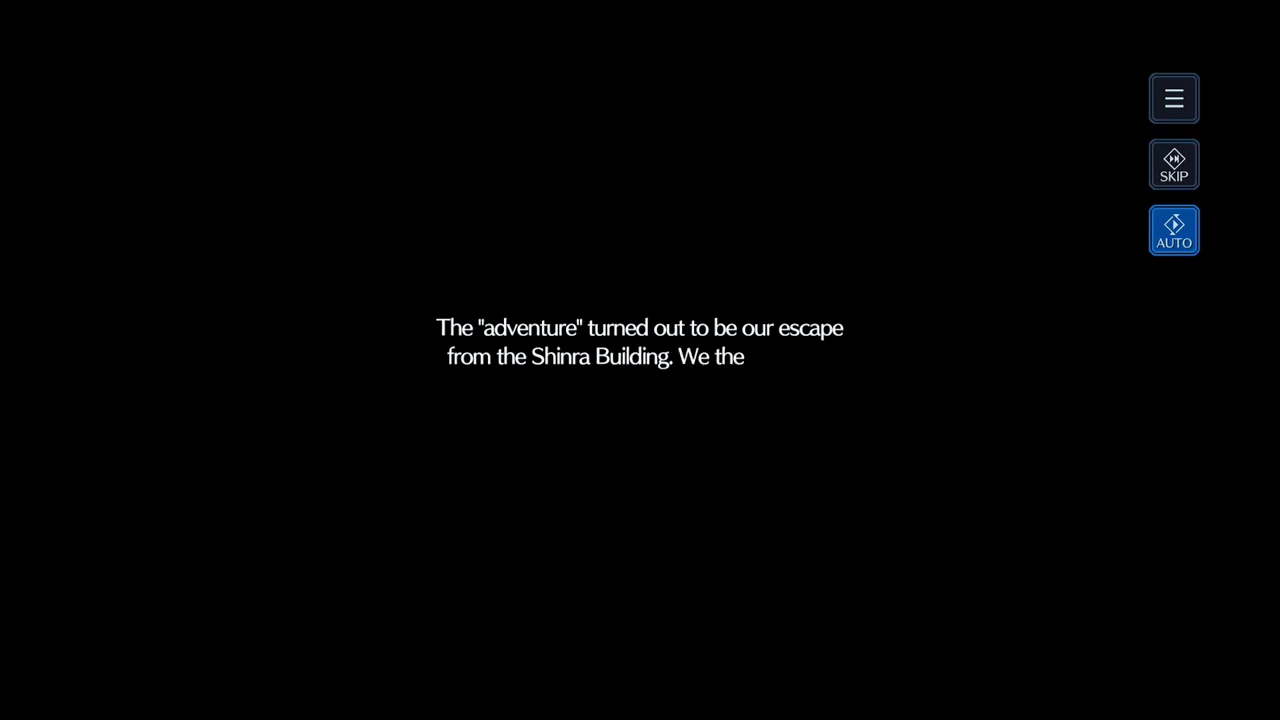 SKIP
AUTO
The "adventure" turned out to be our escape
from the Shinra Building. We the